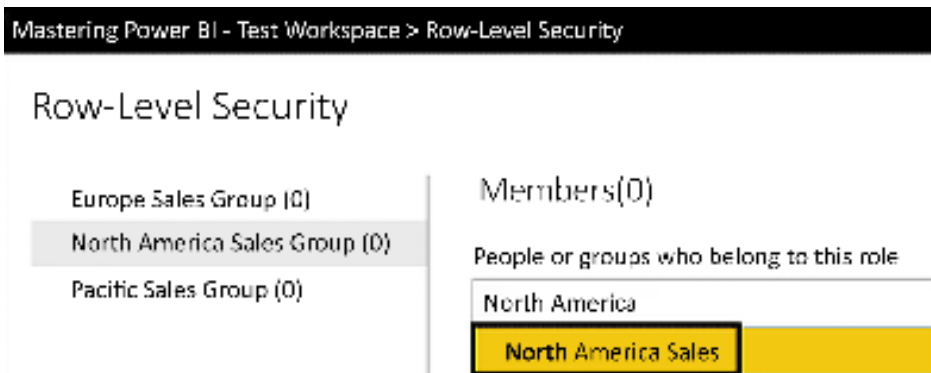 Mastering Power BI - Test Workspace > Row-Level Security
Row-Level Security
Europe Sales Group (0)
North America Sales Group (0)
Pacific Sales Group (0)
Members(0)
People or groups who belong to this role
North America
North America Sales